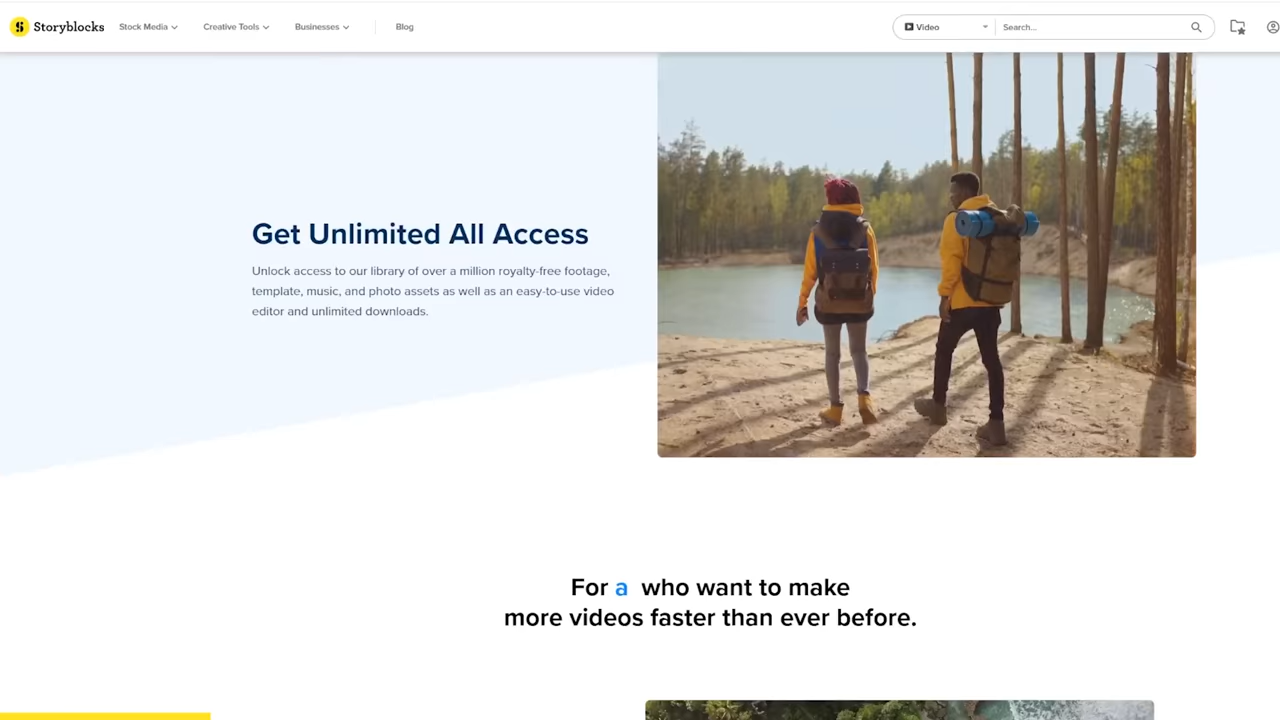 Storyblocks
Stock Media
Creative Tools
Businesses
Blog
Video
Search...
Get Unlimited All Access
Unlock access to our library of over a million royalty-free footage,
template, music, and photo assets as well as an easy-to-use video
editor and unlimited downloads.
For a who want to make
more videos faster than ever before.